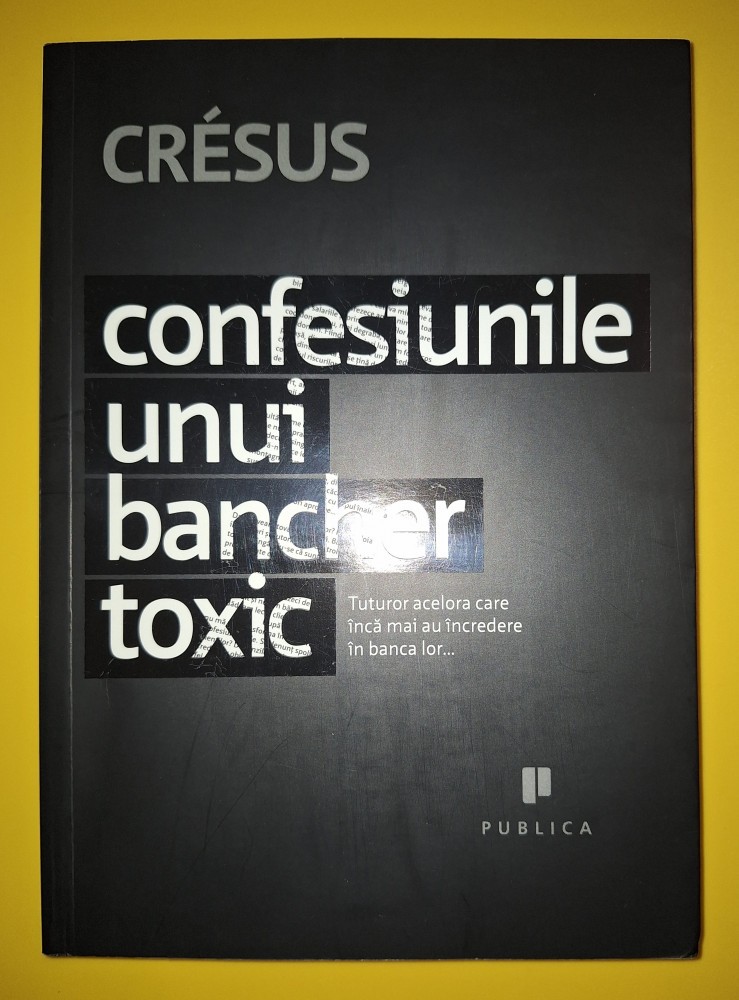 CRÉSUS
confesiunile
unui
bancher
toxic
Tuturor acelora care
încă mai au încredere
în banca lor...
PUBLICA